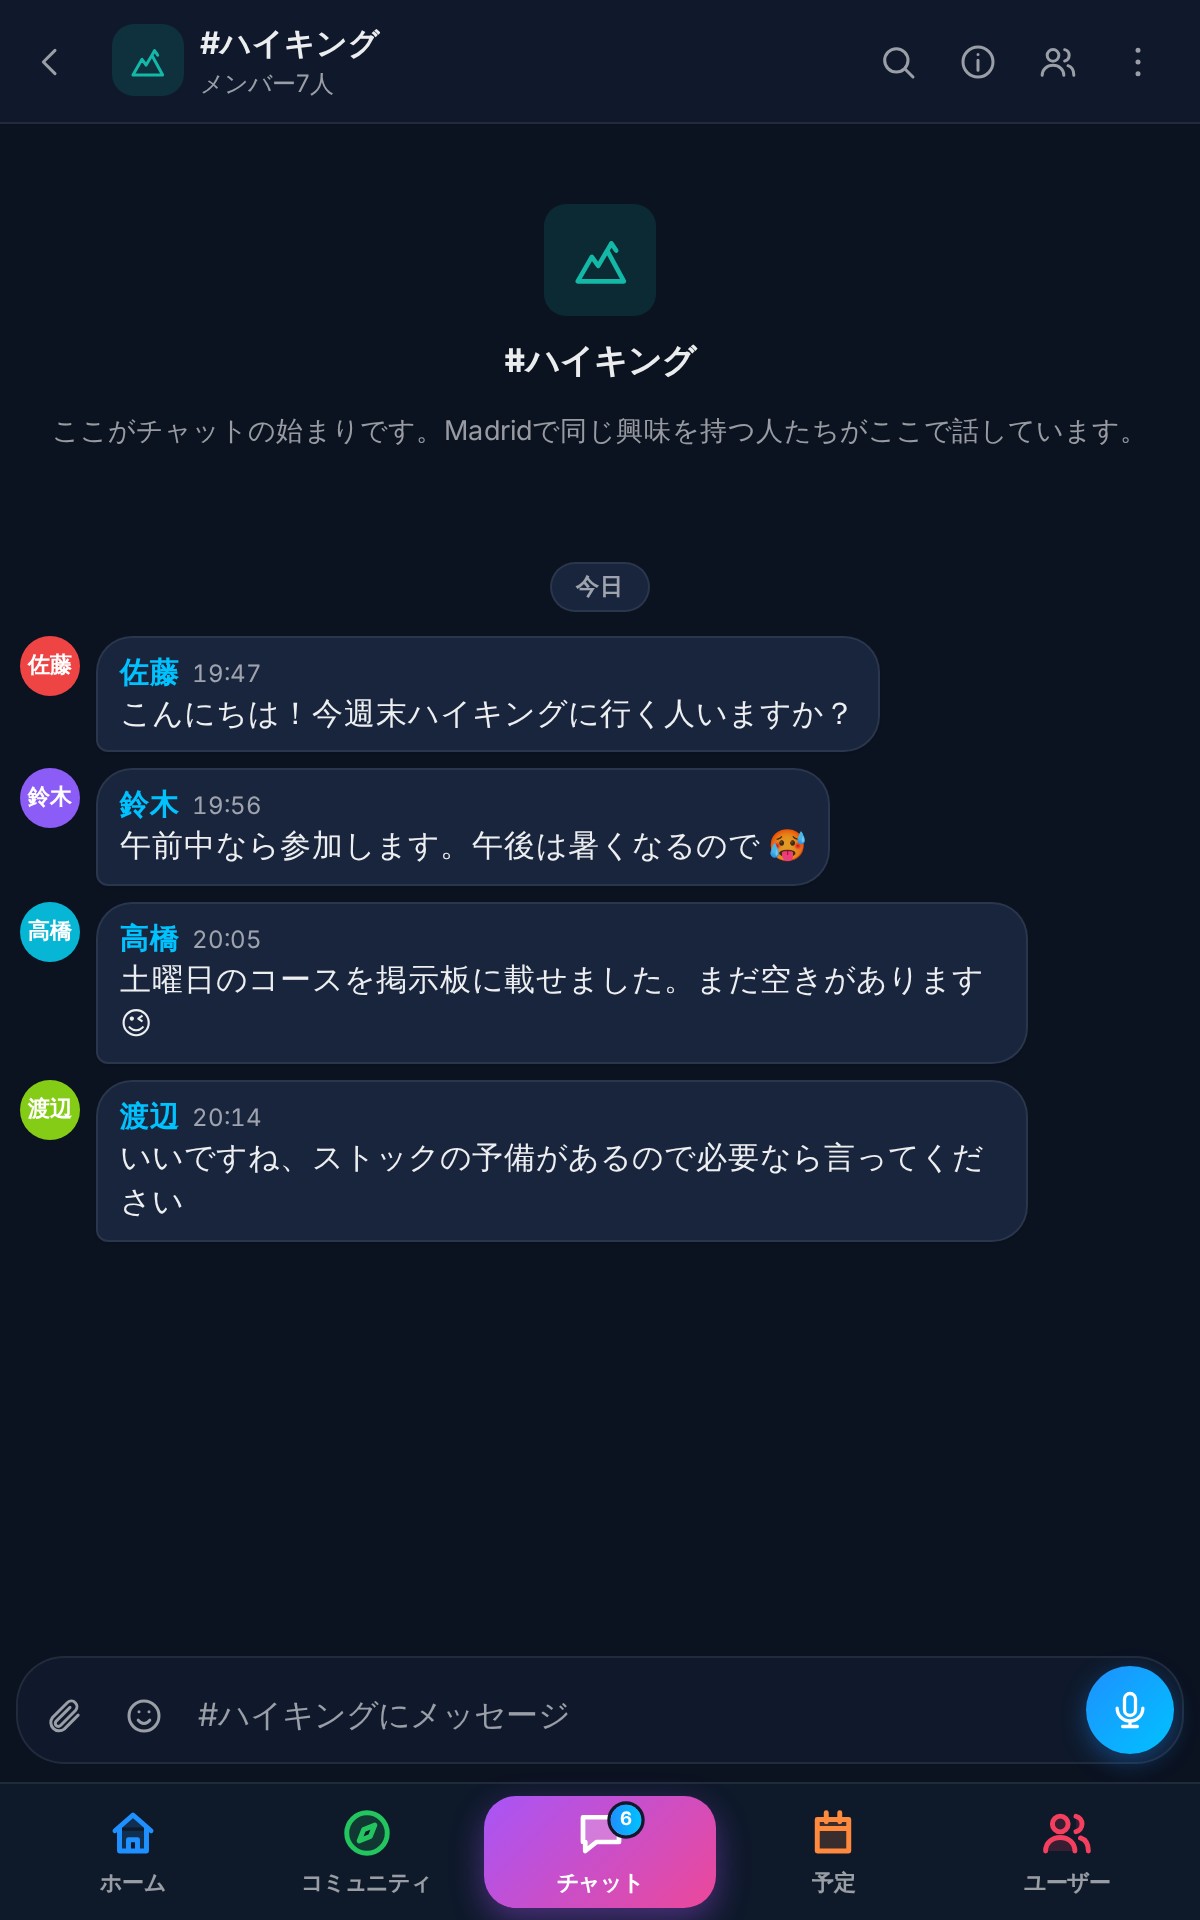 #ハイキング
メンバー7人
#ハイキング
ここがチャットの始まりです。Madridで同じ興味を持つ人たちがここで話しています。
今日
佐藤
佐藤 19:47
こんにちは！今週末ハイキングに行く人いますか？
鈴木
鈴木 19:56
午前中なら参加します。午後は暑くなるので 🥵
高橋
高橋 20:05
土曜日のコースを掲示板に載せました。まだ空きがあります
😉
渡辺
渡辺 20:14
いいですね、ストックの予備があるので必要なら言ってくだ
さい
#ハイキングにメッセージ
6
ホーム
コミュニティ
チャット
予定
ユーザー